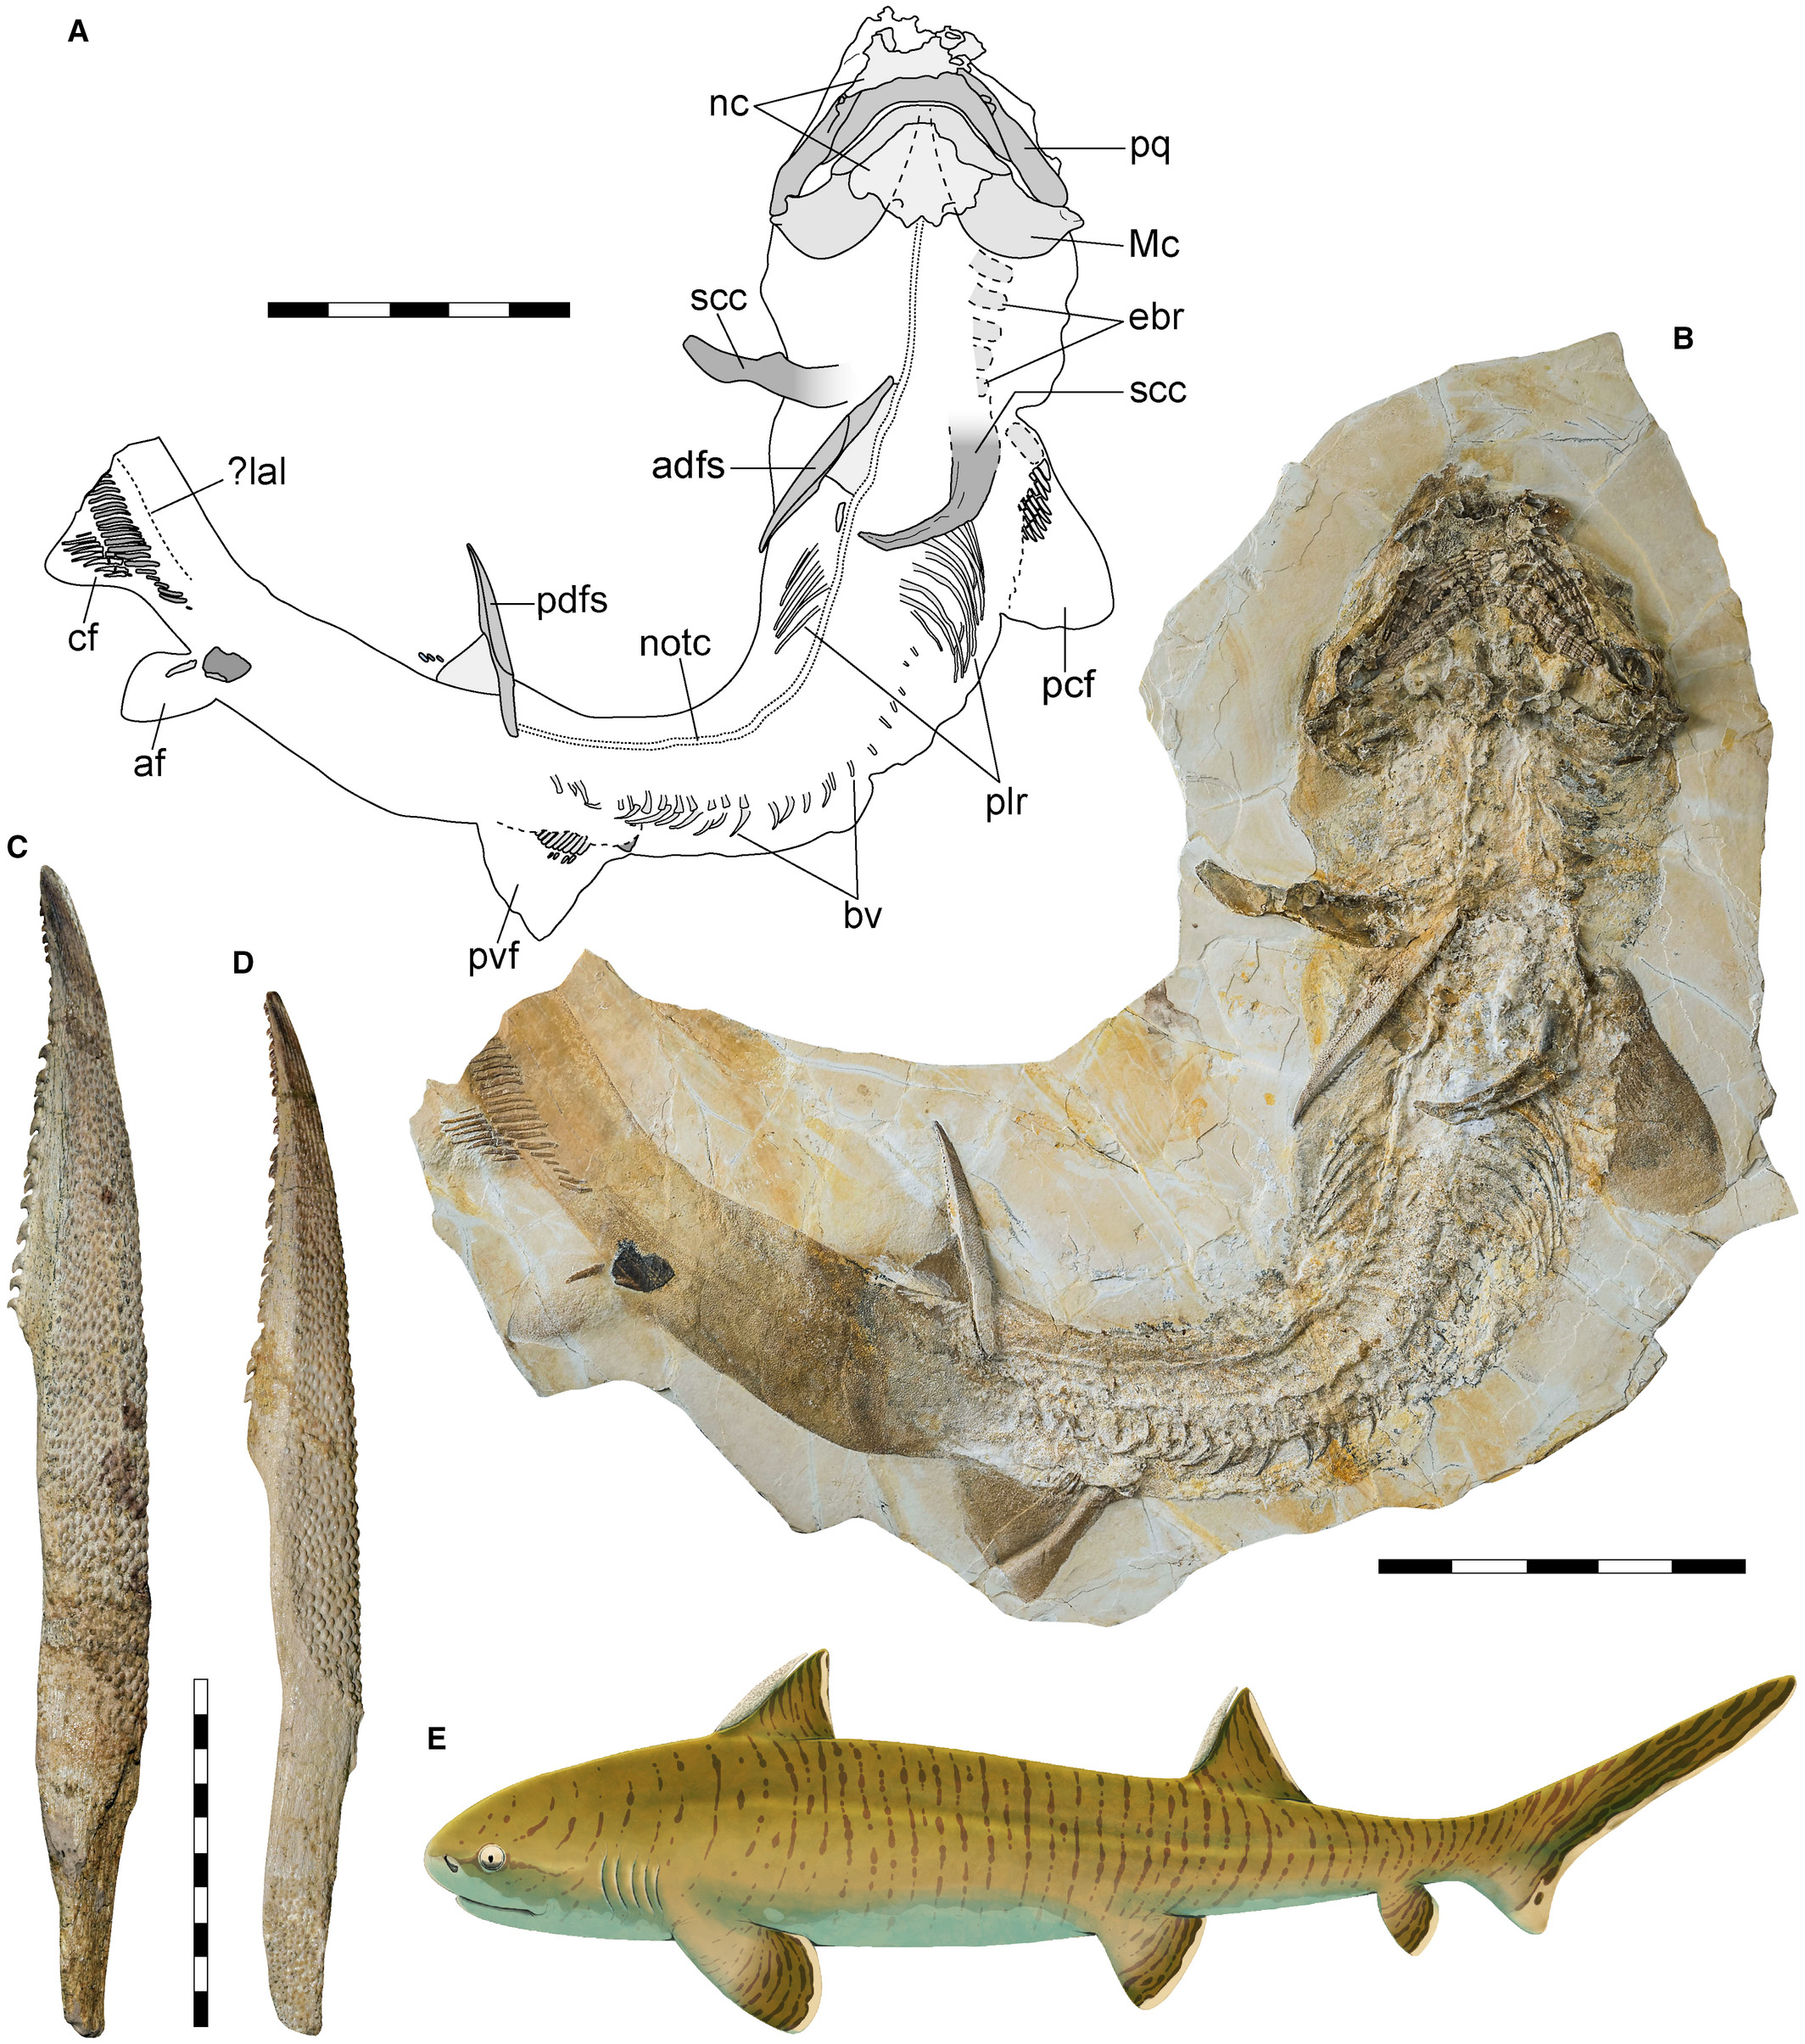 A
nc
pq
Mc
scc
ebr
B
scc
adfs
?lal
pdfs
cf
notc
pcf
af
plr
C
bv
pvf
D
E